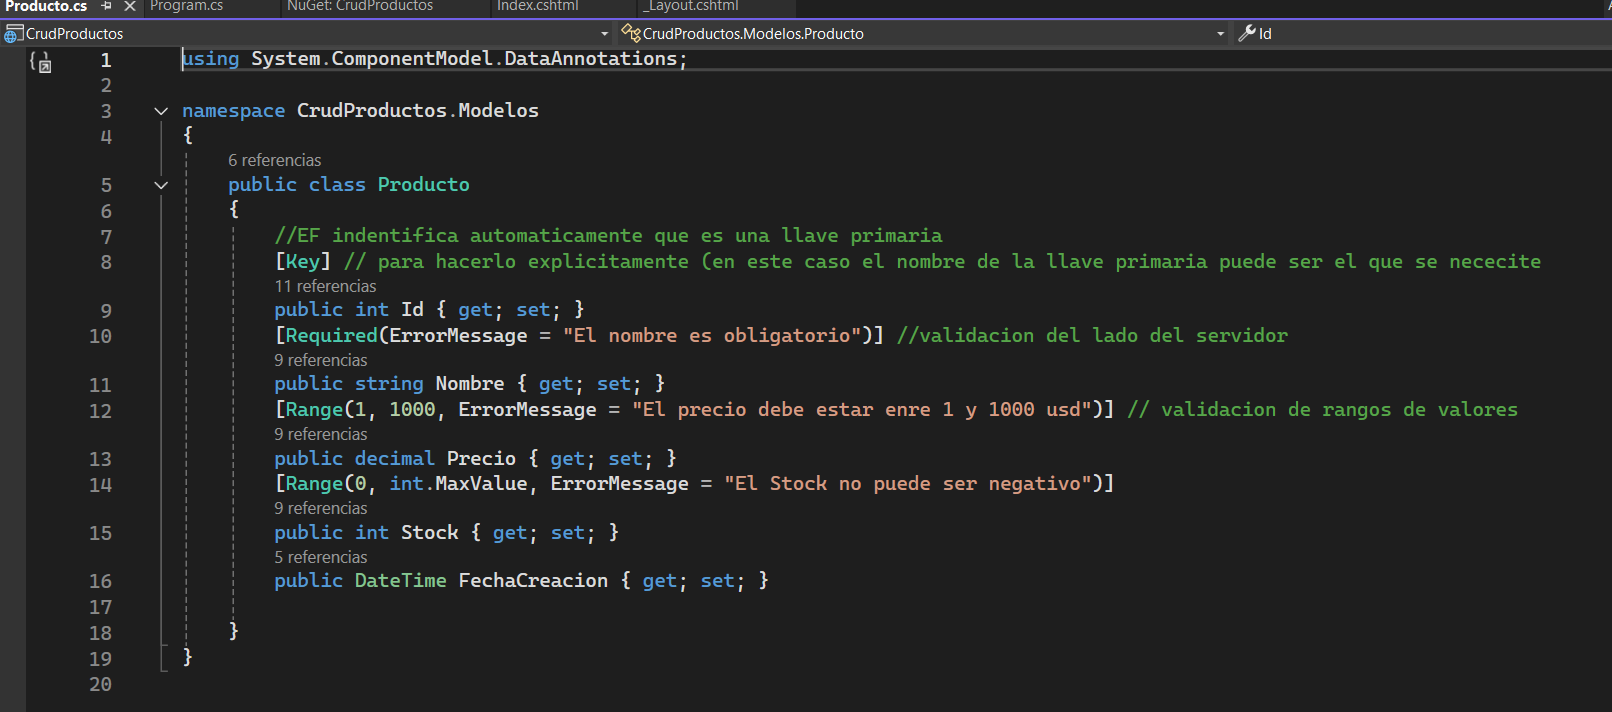 Producto.cs Program.cs NuGet: CrudProductos Index.cshtml _Layout.cshtml
CrudProductos CrudProductos.Modelos.Producto Id
1 using System.ComponentModel.DataAnnotations;
2
3 namespace CrudProductos.Modelos
4 {
6 referencias
5 public class Producto
6 {
7 //EF indentifica automaticamente que es una llave primaria
8 [Key] // para hacerlo explicitamente (en este caso el nombre de la llave primaria puede ser el que se nececite
11 referencias
9 public int Id { get; set; }
10 [Required(ErrorMessage = "El nombre es obligatorio")] //validacion del lado del servidor
9 referencias
11 public string Nombre { get; set; }
12 [Range(1, 1000, ErrorMessage = "El precio debe estar enre 1 y 1000 usd")] // validacion de rangos de valores
9 referencias
13 public decimal Precio { get; set; }
14 [Range(0, int.MaxValue, ErrorMessage = "El Stock no puede ser negativo")]
9 referencias
15 public int Stock { get; set; }
5 referencias
16 public DateTime FechaCreacion { get; set; }
17
18 }
19 }
20